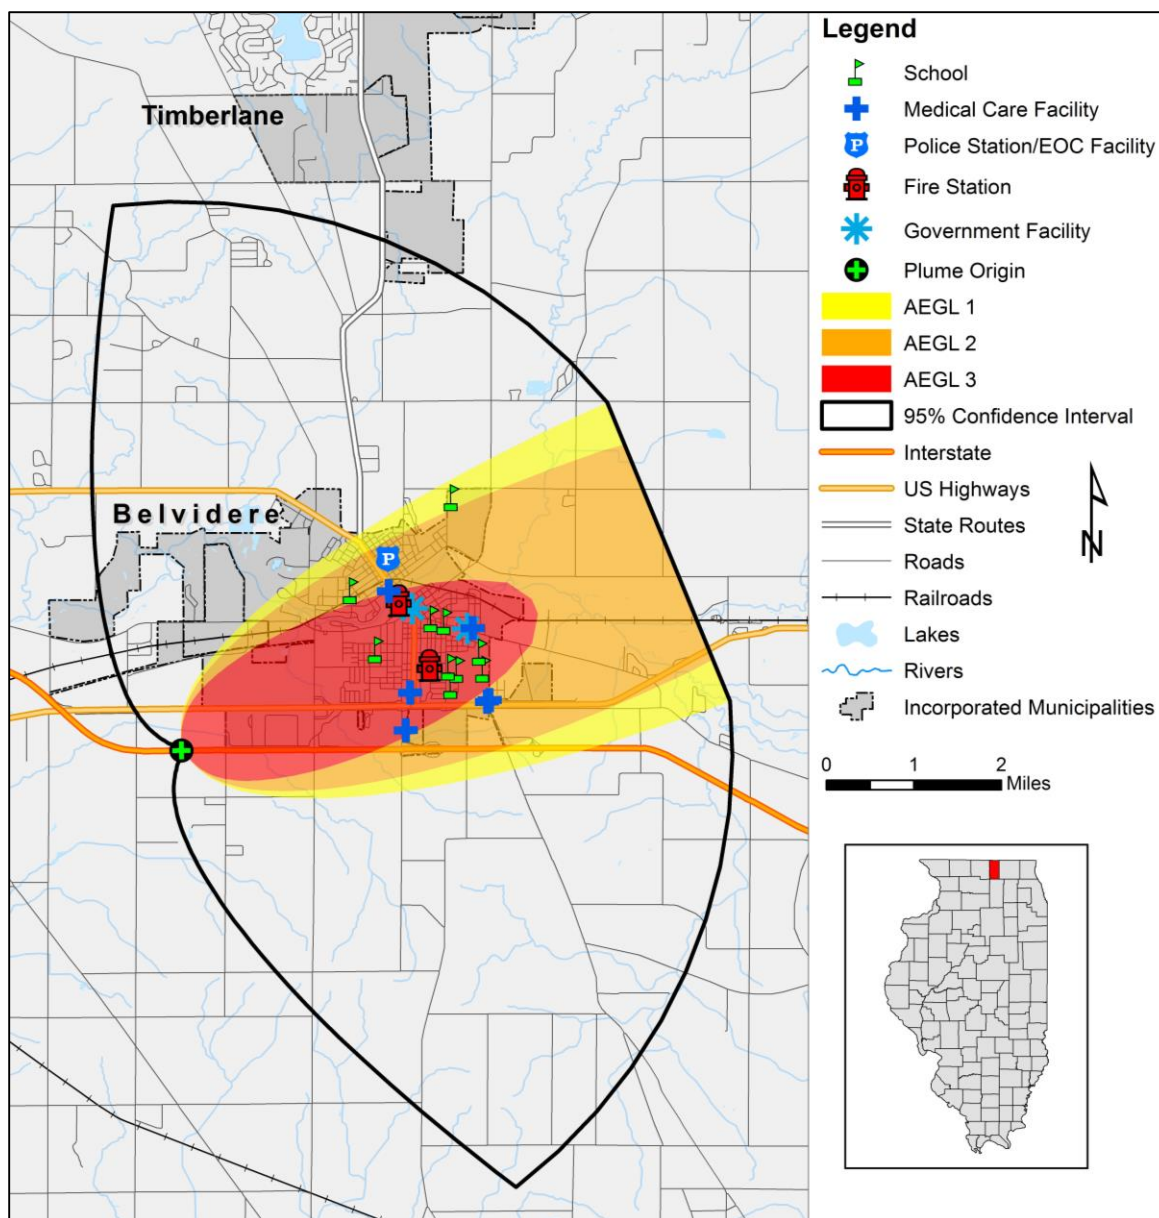 Timberlane
Belvidere
P
Legend
School
Medical Care Facility
P
Police Station/EOC Facility
Fire Station
Government Facility
Plume Origin
AEGL 1
AEGL 2
AEGL 3
95% Confidence Interval
Interstate
US Highways
State Routes
Roads
Railroads
Lakes
Rivers
Incorporated Municipalities
N
0 1 2
Miles